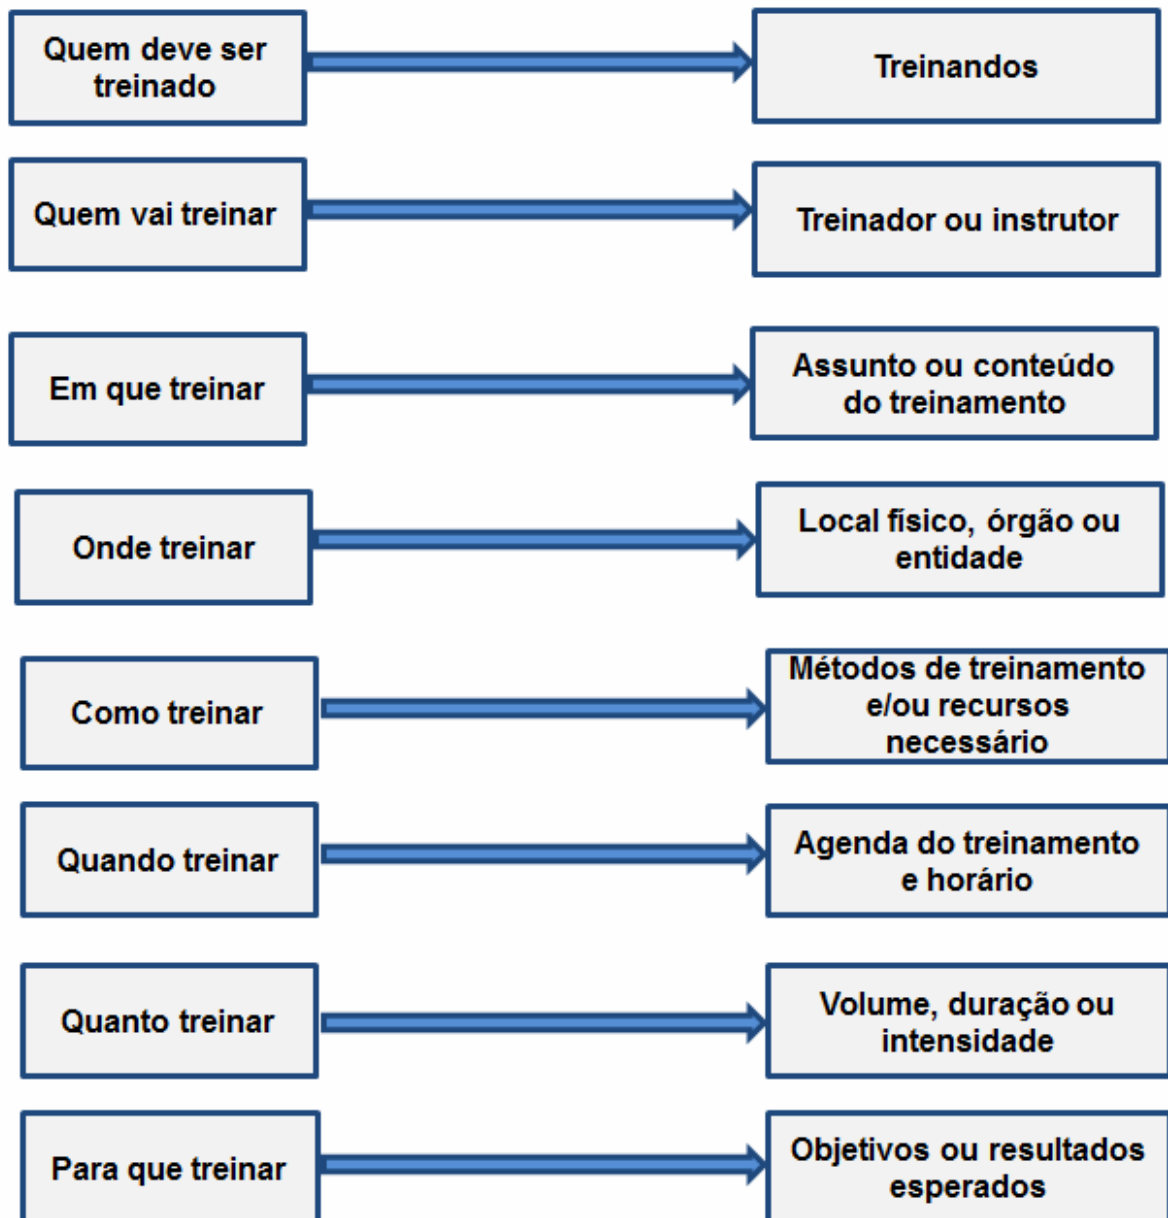 Quem deve ser
treinado
Treinandos
Quem vai treinar
Treinador ou instrutor
Em que treinar
Assunto ou conteúdo
do treinamento
Onde treinar
Local físico, órgão ou
entidade
Como treinar
Métodos de treinamento
e/ou recursos
necessário
Quando treinar
Agenda do treinamento
e horário
Quanto treinar
Volume, duração ou
intensidade
Para que treinar
Objetivos ou resultados
esperados